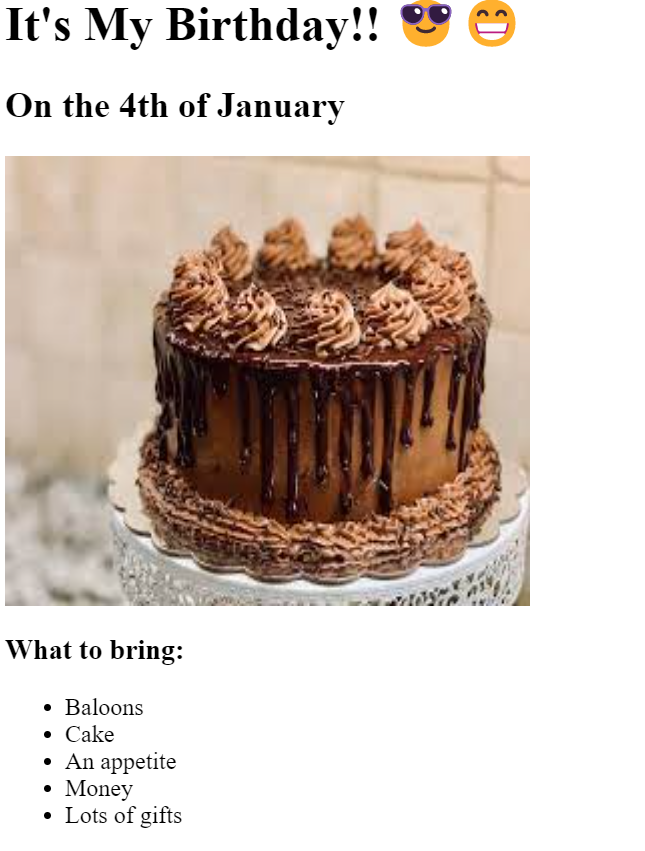 It's My Birthday!! 😎 😁
On the 4th of January
What to bring:
• Baloons
• Cake
• An appetite
• Money
• Lots of gifts